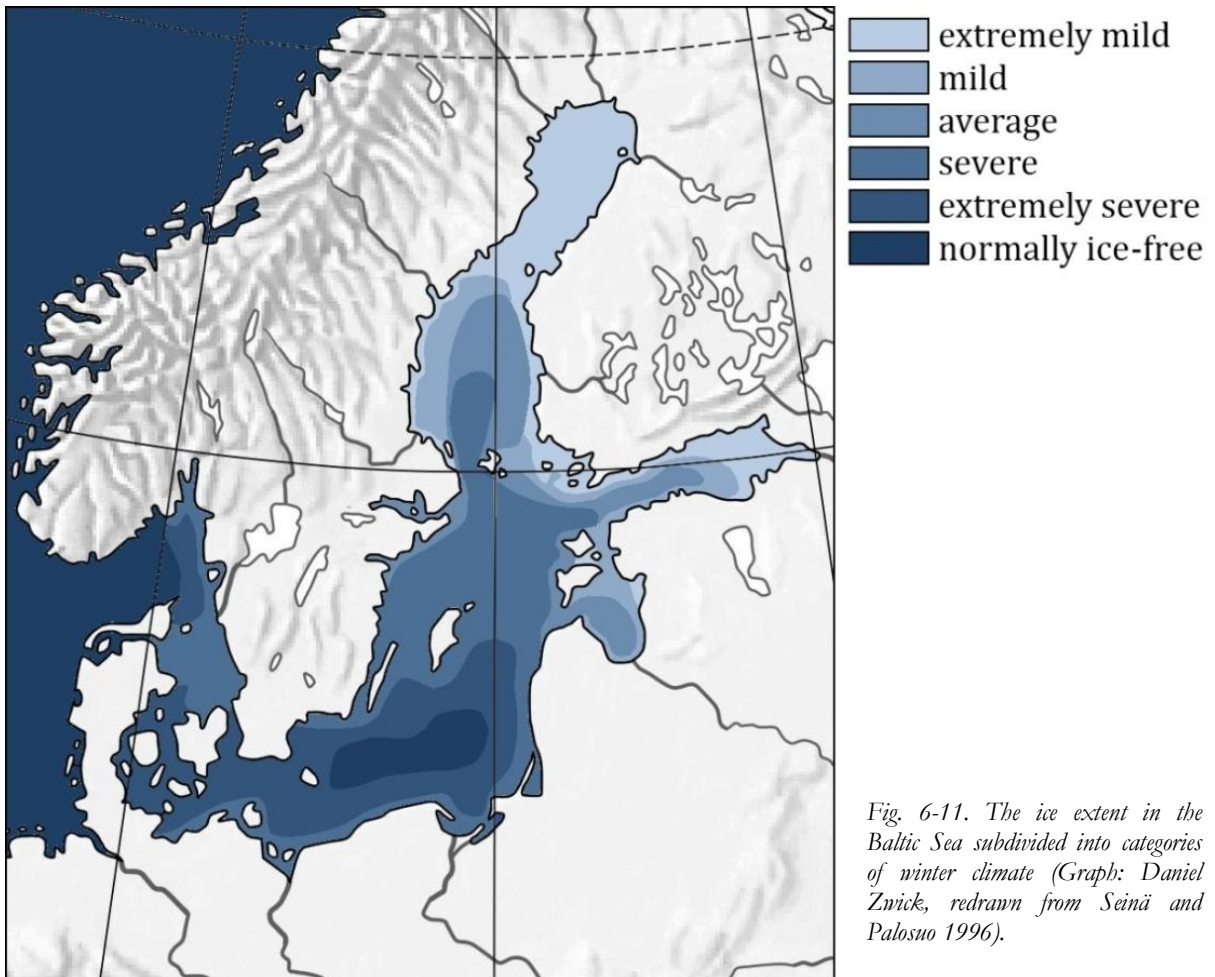 extremely mild
mild
average
severe
extremely severe
normally ice-free
Fig. 6-11. The ice extent in the
Baltic Sea subdivided into categories
of winter climate (Graph: Daniel
Zwick, redrawn from Seinä and
Palosuo 1996).